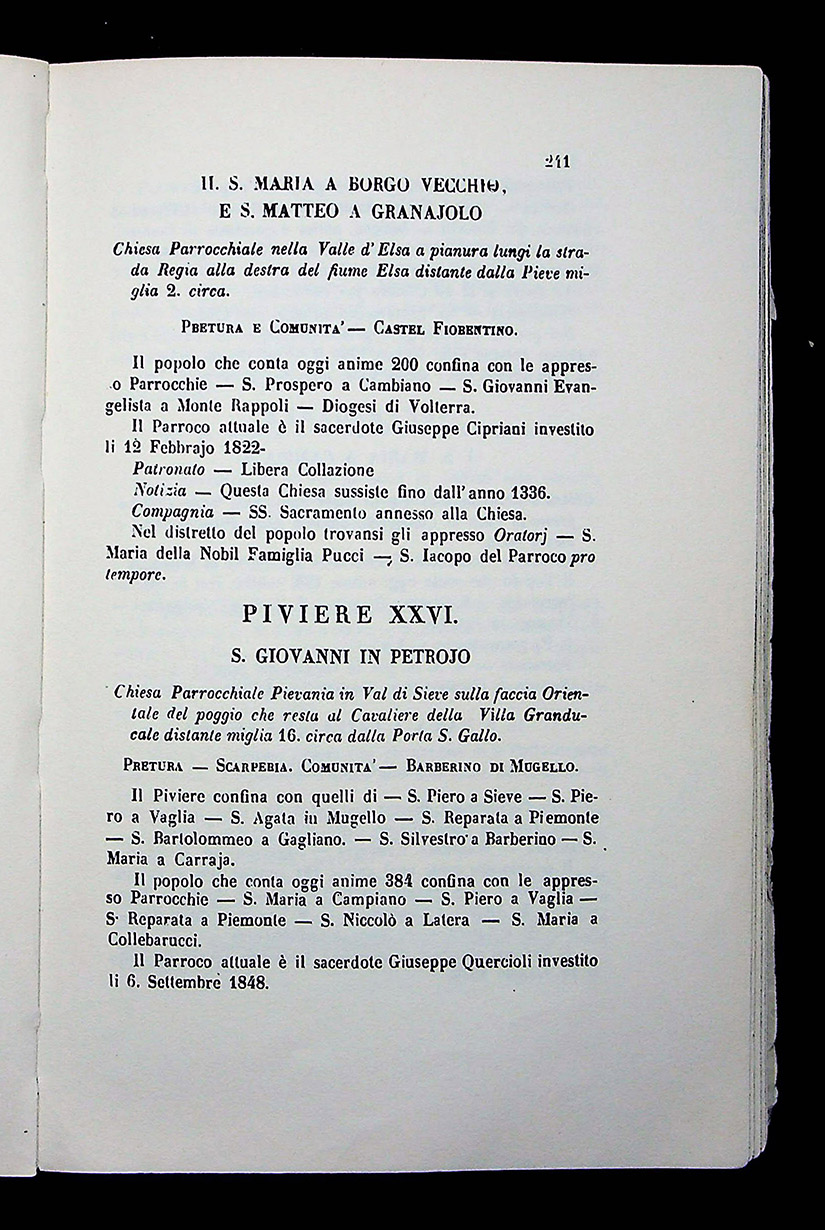 241
II. S. MARIA A BORGO VECCHIO,
E S. MATTEO A GRANAJOLO
Chiesa Parrocchiale nella Valle d' Elsa a pianura lungi la stra-
da Regia alla destra del fiume Elsa distante dalla Pieve mi-
glia 2. circa.
PRETURA E COMUNITA' — CASTEL FIORENTINO.
Il popolo che conta oggi anime 200 confina con le appres-
so Parrocchie — S. Prospero a Cambiano — S. Giovanni Evan-
gelista a Monte Rappoli — Diogesi di Volterra.
Il Parroco attuale è il sacerdote Giuseppe Cipriani investito
li 12 Febbrajo 1822-
Patronato — Libera Collazione
Notizia — Questa Chiesa sussiste fino dall' anno 1336.
Compagnia — SS. Sacramento annesso alla Chiesa.
Nel distretto del popolo trovansi gli appresso Oratorj — S.
Maria della Nobil Famiglia Pucci —, S. Iacopo del Parroco pro
tempore.
PIVIERE XXVI.
S. GIOVANNI IN PETROJO
Chiesa Parrocchiale Pievania in Val di Sieve sulla faccia Orien-
tale del poggio che resta al Cavaliere della Villa Grandu-
cale distante miglia 16. circa dalla Porta S. Gallo.
PRETURA — SCARPERIA. COMUNITA' — BARBERINO DI MUGELLO.
Il Piviere confina con quelli di — S. Piero a Sieve — S. Pie-
ro a Vaglia — S. Agata in Mugello — S. Reparata a Piemonte
— S. Bartolommeo a Gagliano. — S. Silvestro a Barberino — S.
Maria a Carraja.
Il popolo che conta oggi anime 384 confina con le appres-
so Parrocchie — S. Maria a Campiano — S. Piero a Vaglia —
S. Reparata a Piemonte — S. Niccolò a Latera — S. Maria a
Collebarucci.
Il Parroco attuale è il sacerdote Giuseppe Quercioli investito
li 6. Settembre 1848.